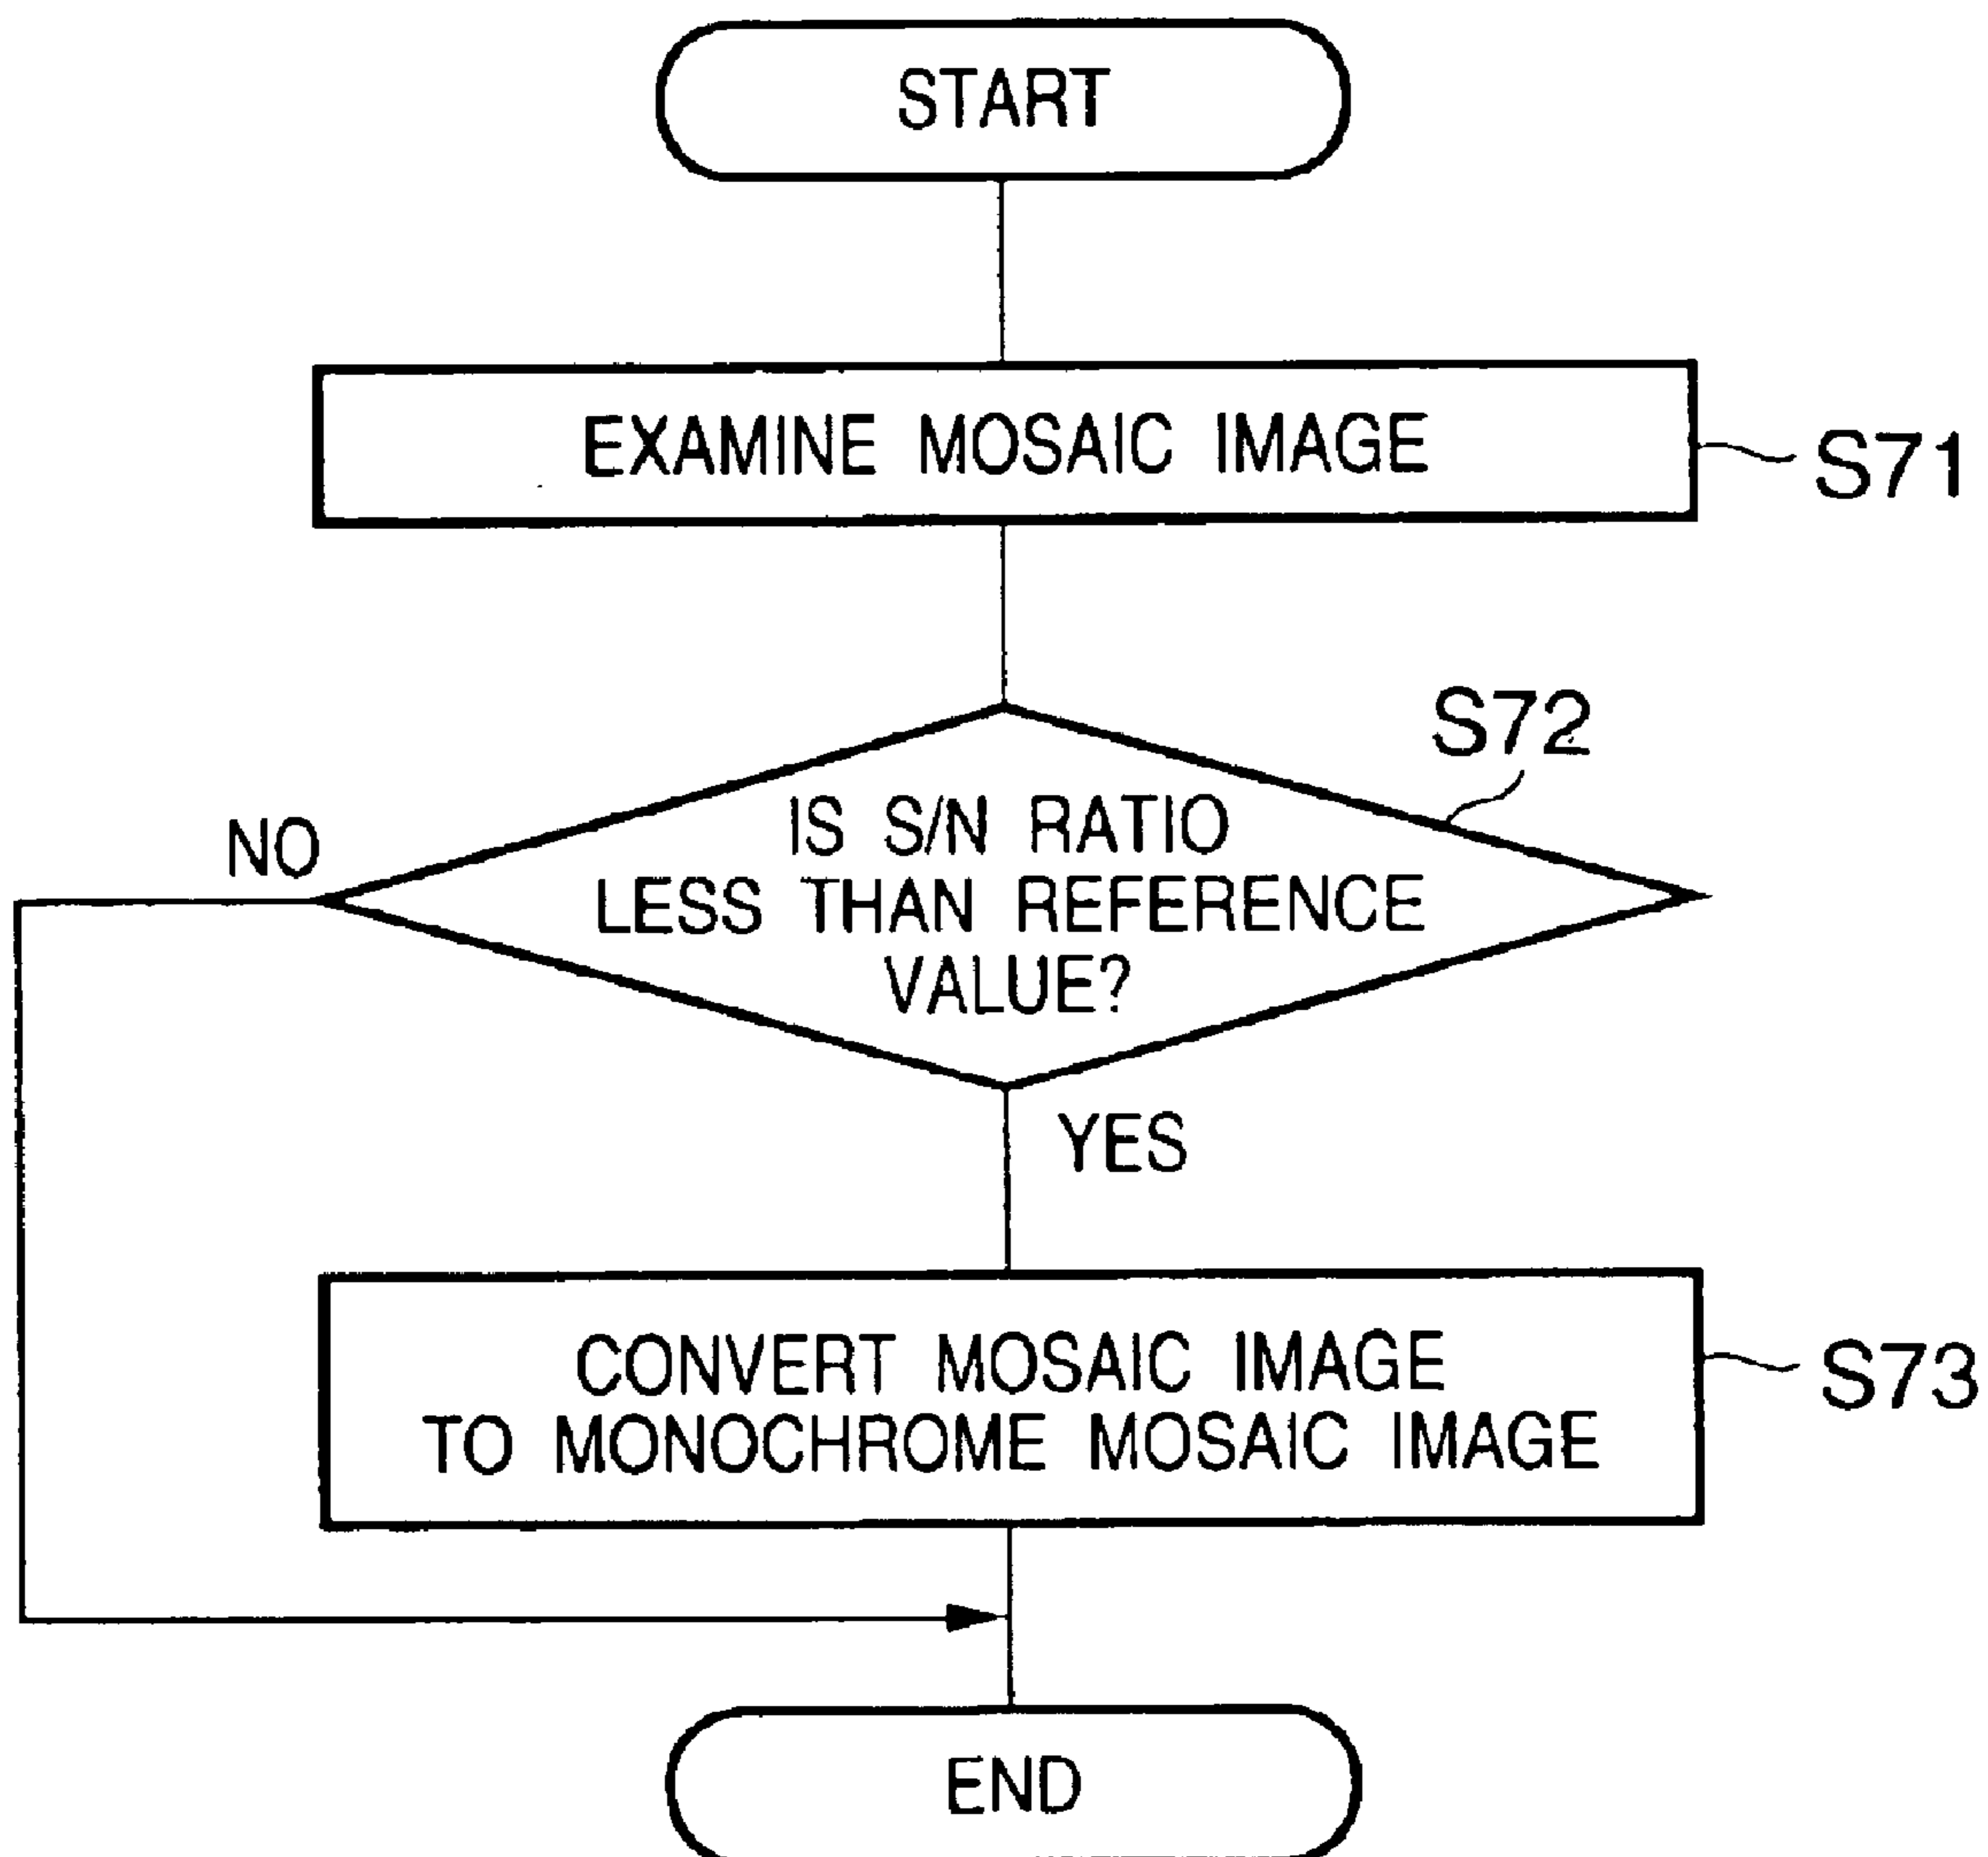 START
EXAMINE MOSAIC IMAGE
S71
S72
IS S/N RATIO
LESS THAN REFERENCE
VALUE?
NO
YES
CONVERT MOSAIC IMAGE
TO MONOCHROME MOSAIC IMAGE
S73
END